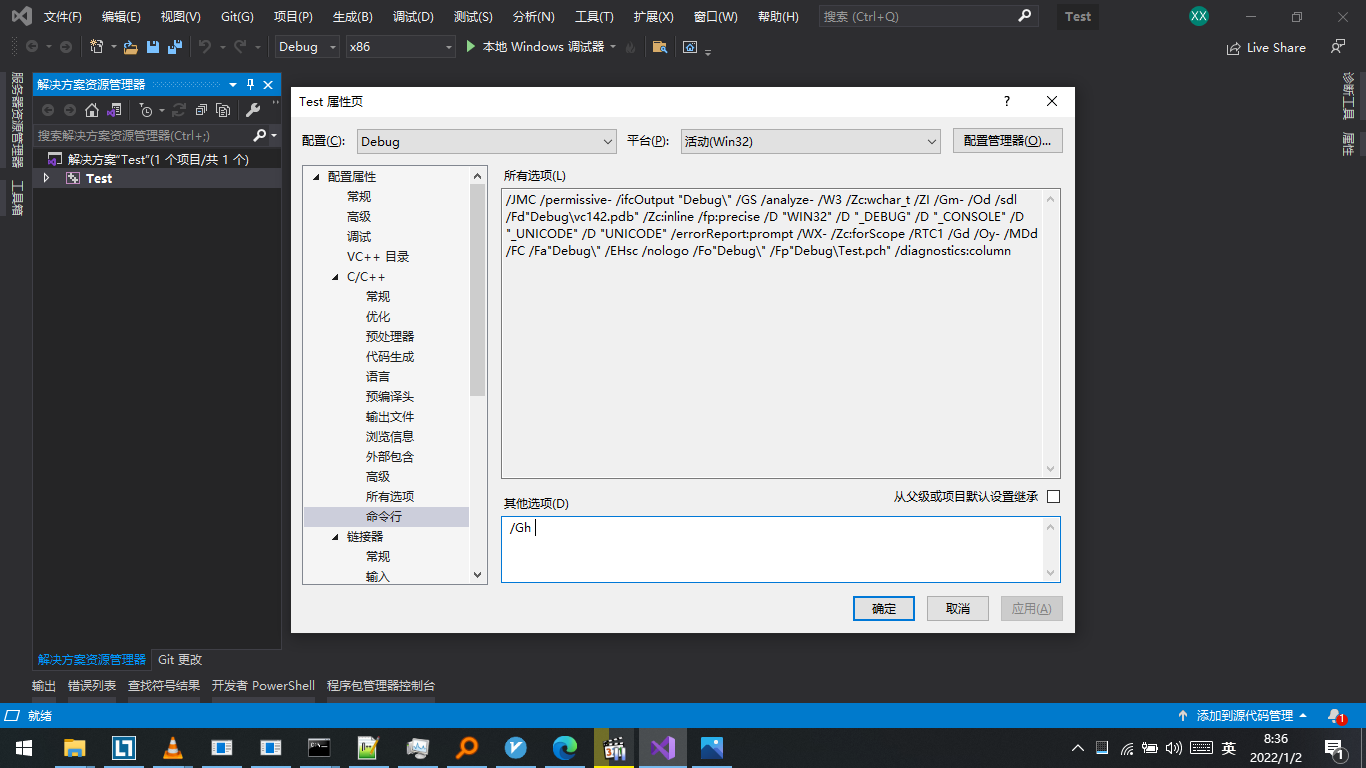 文件(F) 编辑(E) 视图(V) Git(G) 项目(P) 生成(B) 调试(D) 测试(S) 分析(N) 工具(T) 扩展(X) 窗口(W) 帮助(H) 搜索 (Ctrl+Q) Test XX
Debug x86 本地 Windows 调试器 Live Share
服务器资源管理器
工具箱
解决方案资源管理器
搜索解决方案资源管理器(Ctrl+;)
解决方案"Test"(1 个项目/共 1 个)
Test
Test 属性页 ?
配置(C): Debug 平台(P): 活动(Win32) 配置管理器(O)...
配置属性
常规
高级
调试
VC++ 目录
C/C++
常规
优化
预处理器
代码生成
语言
预编译头
输出文件
浏览信息
外部包含
高级
所有选项
命令行
链接器
常规
输入
所有选项(L)
/JMC /permissive- /ifcOutput "Debug\" /GS /analyze- /W3 /Zc:wchar_t /ZI /Gm- /Od /sdl
/Fd"Debug\vc142.pdb" /Zc:inline /fp:precise /D "WIN32" /D "_DEBUG" /D "_CONSOLE" /D
"_UNICODE" /D "UNICODE" /errorReport:prompt /WX- /Zc:forScope /RTC1 /Gd /Oy- /MDd
/FC /Fa"Debug\" /EHsc /nologo /Fo"Debug\" /Fp"Debug\Test.pch" /diagnostics:column
从父级或项目默认设置继承
其他选项(D)
/Gh
确定 取消 应用(A)
诊断工具
属性
解决方案资源管理器 Git 更改
输出 错误列表 查找符号结果 开发者 PowerShell 程序包管理器控制台
就绪 添加到源代码管理 1
英 8:36
2022/1/2 1